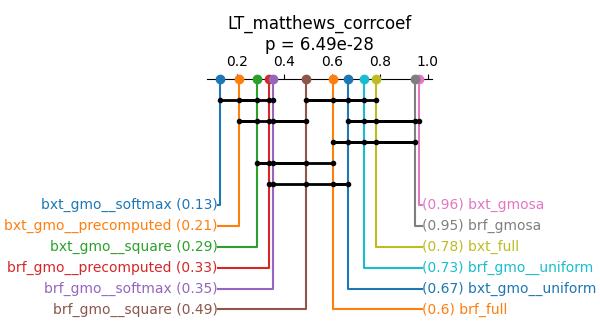 LT_matthews_corrcoef
p = 6.49e-28
0.2 0.4 0.6 0.8 1.0
bxt_gmo__softmax (0.13) (0.96) bxt_gmosa
bxt_gmo__precomputed (0.21) (0.95) brf_gmosa
bxt_gmo__square (0.29) (0.78) bxt_full
brf_gmo__precomputed (0.33) (0.73) brf_gmo__uniform
brf_gmo__softmax (0.35) (0.67) bxt_gmo__uniform
brf_gmo__square (0.49) (0.6) brf_full